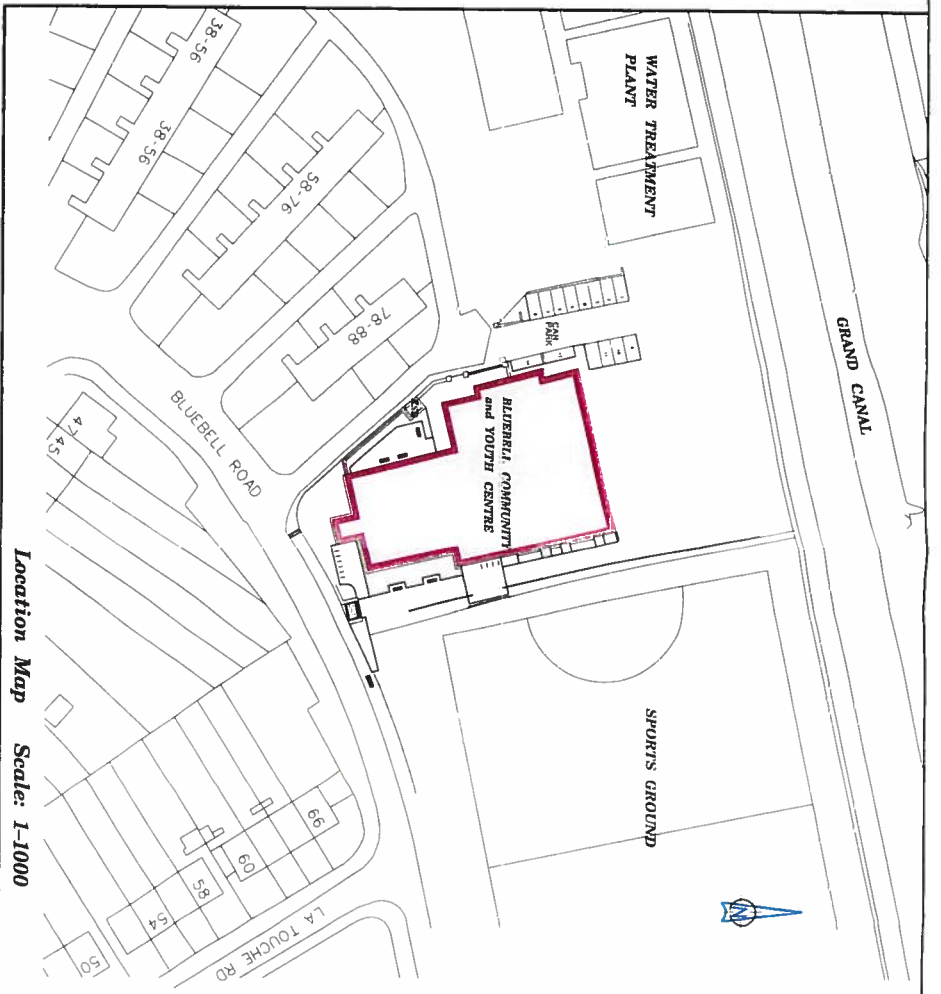 GRAND CANAL
WATER TREATMENT
PLANT
CAR
PARK
BLUEBELL COMMUNITY
and YOUTH CENTRE
SPORTS GROUND
38-56
38-56
58-76
78-88
BLUEBELL ROAD
47
45
66
60
58
54
50
LA TOUCHE RD
N
Location Map Scale: 1-1000